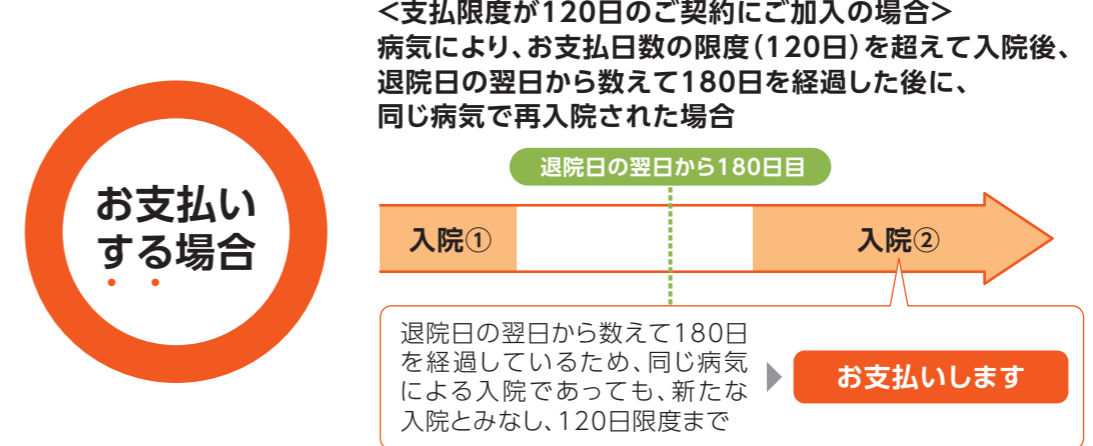 <支払限度が120日のご契約にご加入の場合>
病気により、お支払日数の限度(120日)を超えて入院後、
退院日の翌日から数えて180日を経過した後に、
同じ病気で再入院された場合
お支払い
する場合
退院日の翌日から180日目
入院①
入院②
退院日の翌日から数えて180日
を経過しているため、同じ病気
による入院であっても、新たな
入院とみなし、120日限度まで
お支払いします